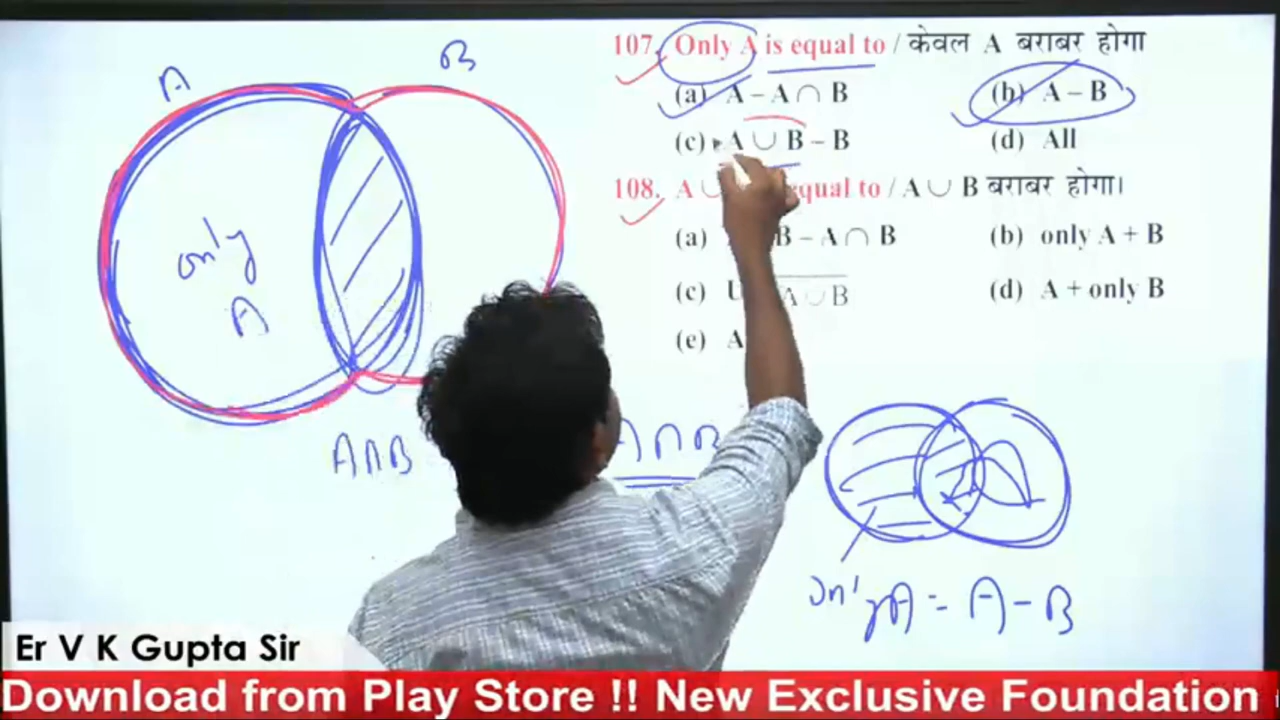 107. Only A is equal to / केवल A बराबर होगा
(a) A – A ∩ B (b) A – B
(c) A ∪ B – B (d) All
108. A ∪ equal to / A ∪ B बराबर होगा।
(a) B – A ∩ B (b) only A + B
(c) U A ∪ B (d) A + only B
(e) A
A
B
only
A
A∩B
A∩B
only A = A – B
Er V K Gupta Sir
Download from Play Store !! New Exclusive Foundation